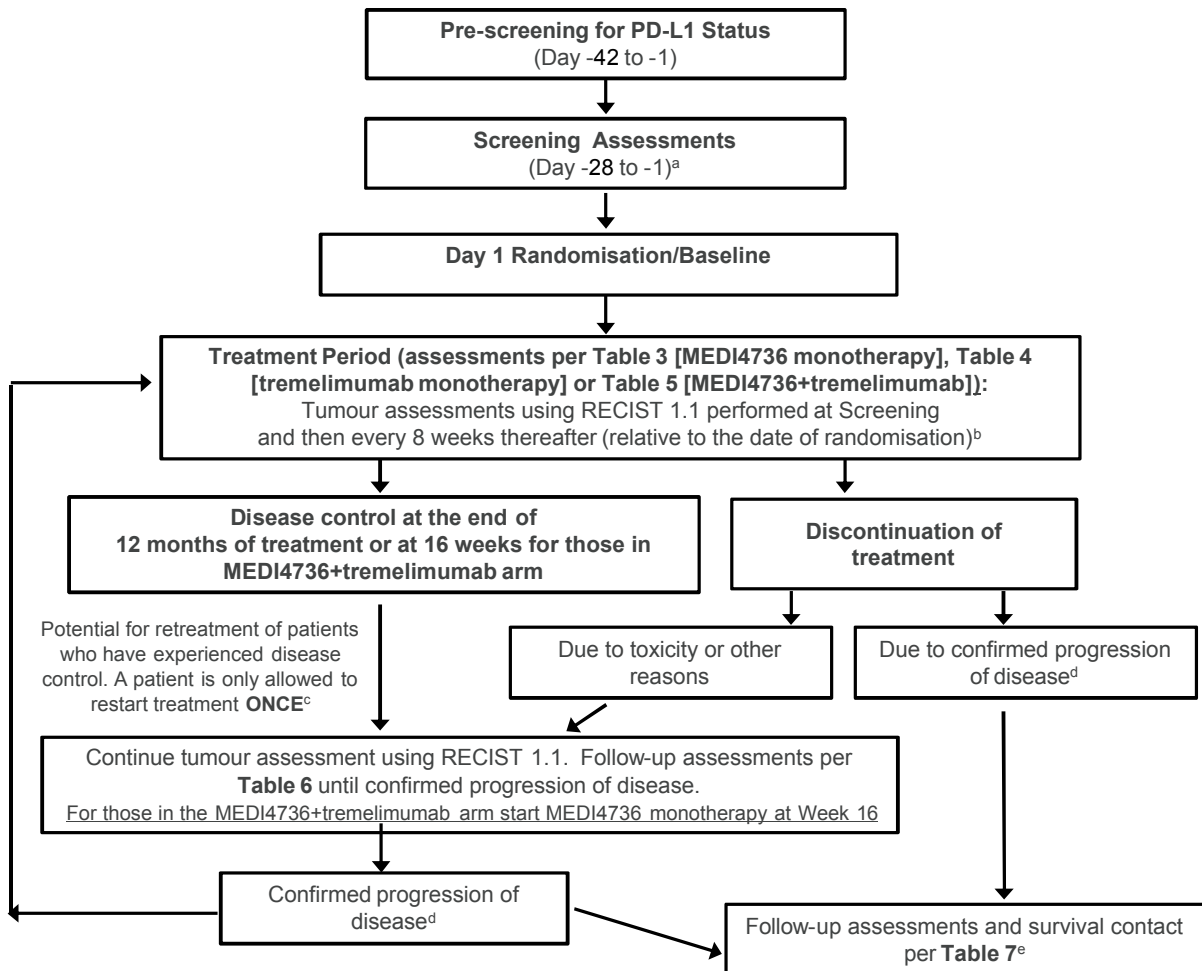 Pre-screening for PD-L1 Status
(Day -42 to -1)
Screening Assessments
(Day -28 to -1)ᵃ
Day 1 Randomisation/Baseline
Treatment Period (assessments per Table 3 [MEDI4736 monotherapy], Table 4
[tremelimumab monotherapy] or Table 5 [MEDI4736+tremelimumab]):
Tumour assessments using RECIST 1.1 performed at Screening
and then every 8 weeks thereafter (relative to the date of randomisation)ᵇ
Disease control at the end of
12 months of treatment or at 16 weeks for those in
MEDI4736+tremelimumab arm
Discontinuation of
treatment
Potential for retreatment of patients
who have experienced disease
control. A patient is only allowed to
restart treatment ONCEᶜ
Due to toxicity or other
reasons
Due to confirmed progression
of diseaseᵈ
Continue tumour assessment using RECIST 1.1. Follow-up assessments per
Table 6 until confirmed progression of disease.
For those in the MEDI4736+tremelimumab arm start MEDI4736 monotherapy at Week 16
Confirmed progression of
diseaseᵈ
Follow-up assessments and survival contact
per Table 7ᵉ